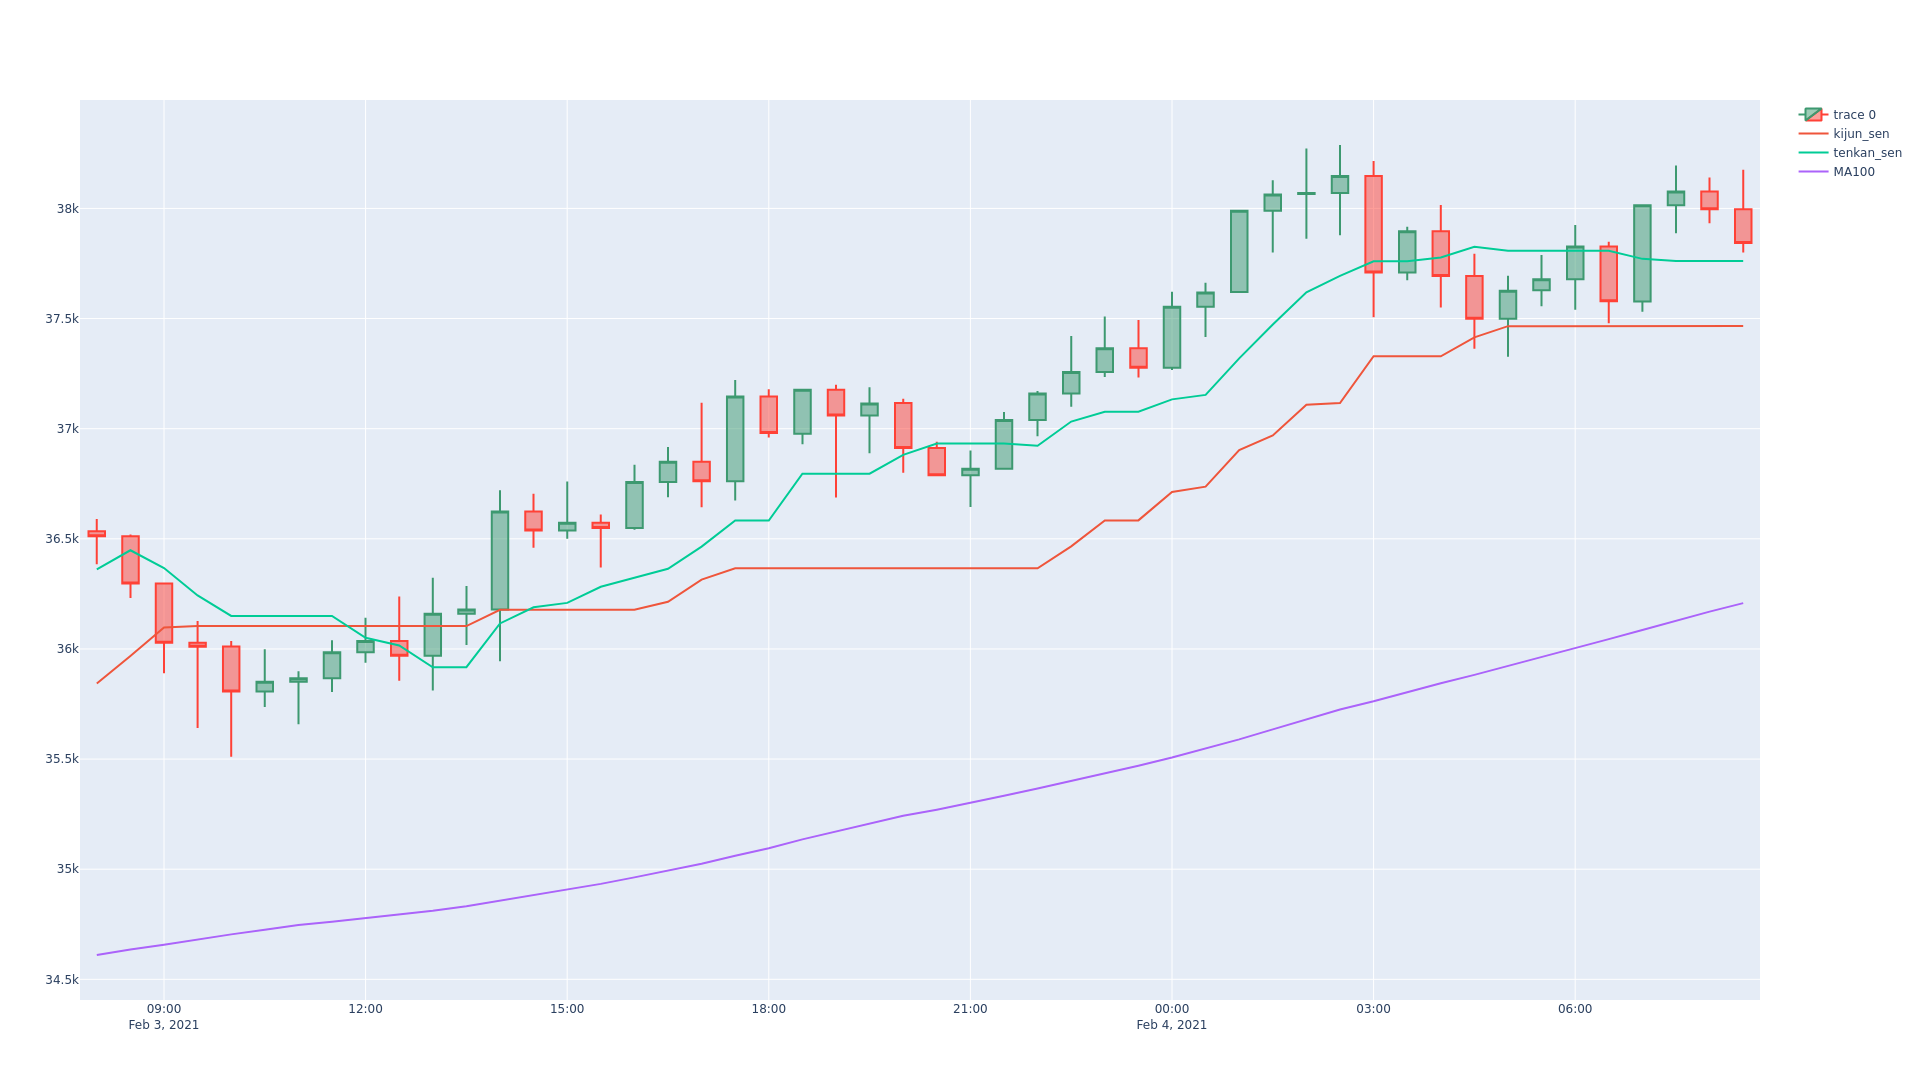 trace 0
kijun_sen
tenkan_sen
MA100
38k
37.5k
37k
36.5k
36k
35.5k
35k
34.5k
09:00 12:00 15:00 18:00 21:00 00:00 03:00 06:00
Feb 3, 2021 Feb 4, 2021